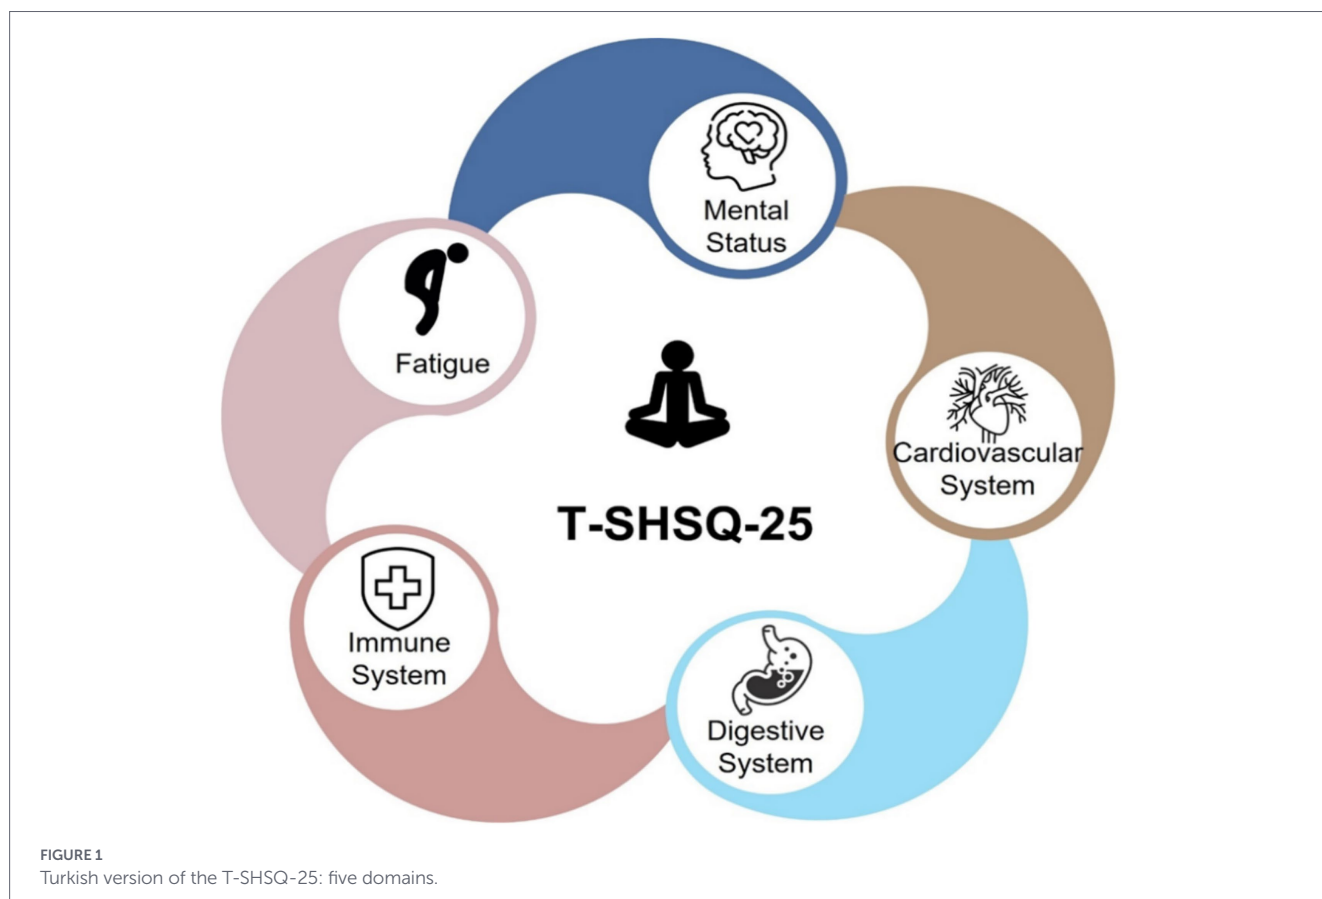 Mental
Status
Fatigue
Cardiovascular
System
T-SHSQ-25
Immune
System
Digestive
System
FIGURE 1
Turkish version of the T-SHSQ-25: five domains.